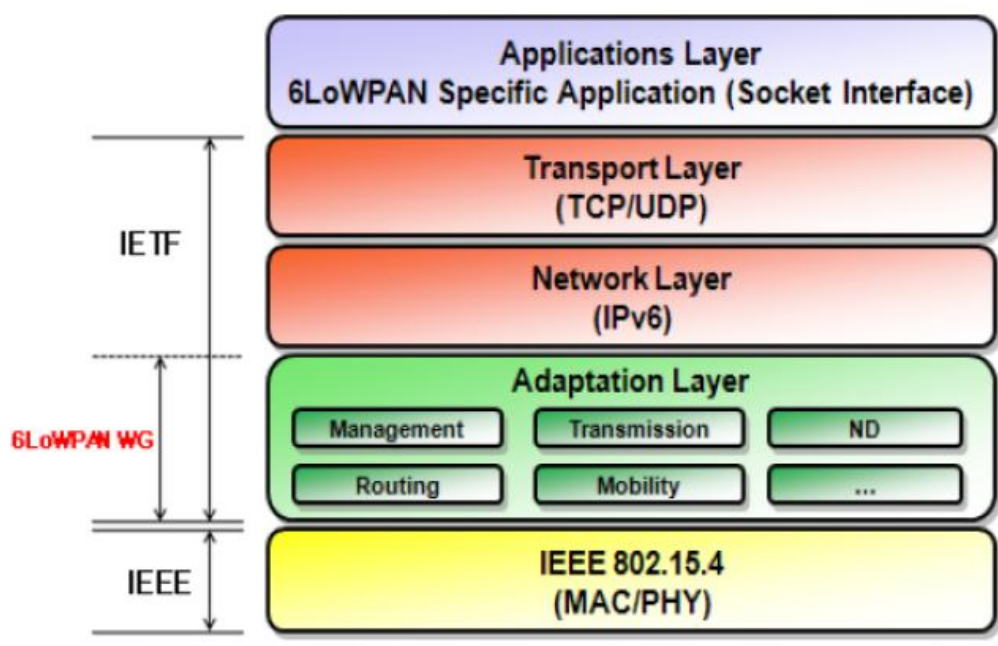 Applications Layer
6LoWPAN Specific Application (Socket Interface)
Transport Layer
(TCP/UDP)
IETF
Network Layer
(IPv6)
Adaptation Layer
Management
Transmission
ND
6LoWPAN WG
Routing
Mobility
...
IEEE 802.15.4
(MAC/PHY)
IEEE